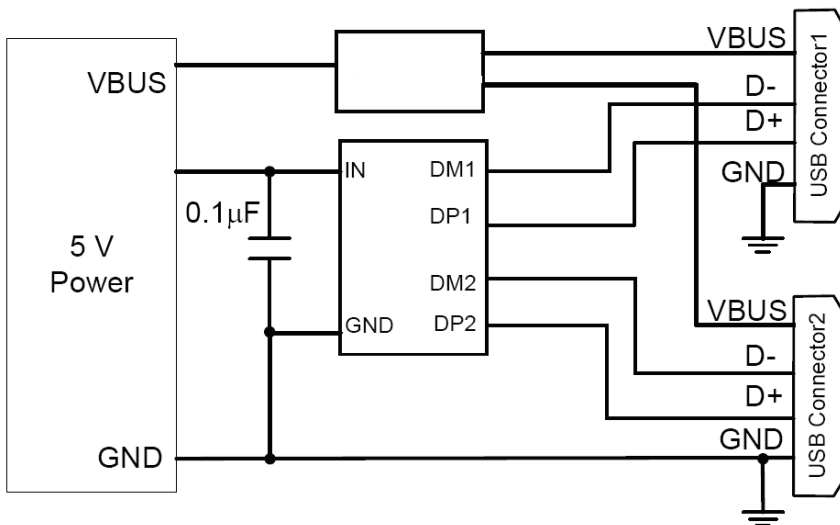 VBUS
5 V
Power
GND
0.1µF
IN
GND
DM1
DP1
DM2
DP2
VBUS
D-
D+
GND
USB Connector1
VBUS
D-
D+
GND
USB Connector2